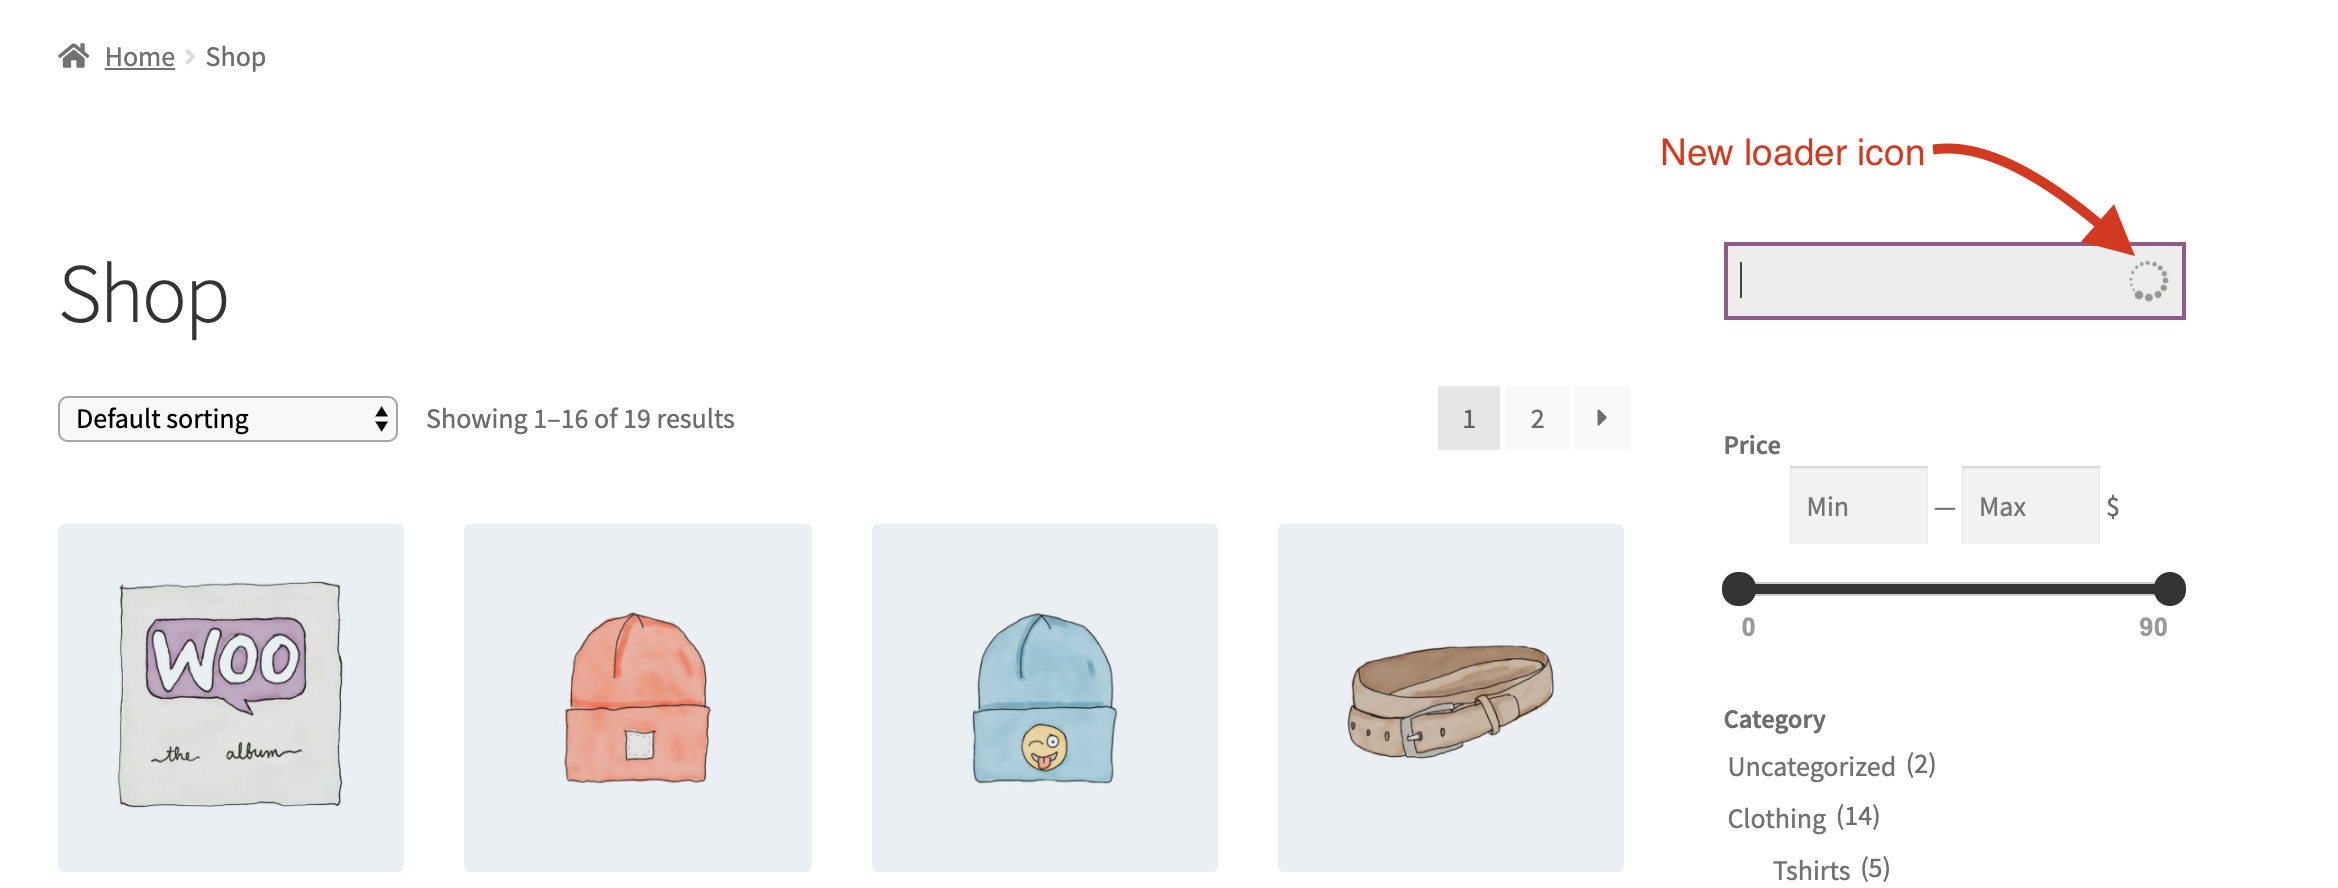 Home Shop
New loader icon
Shop
Default sorting
Showing 1–16 of 19 results
1 2
Price
Min — Max $
0 90
WOO
the album
Category
Uncategorized (2)
Clothing (14)
Tshirts (5)